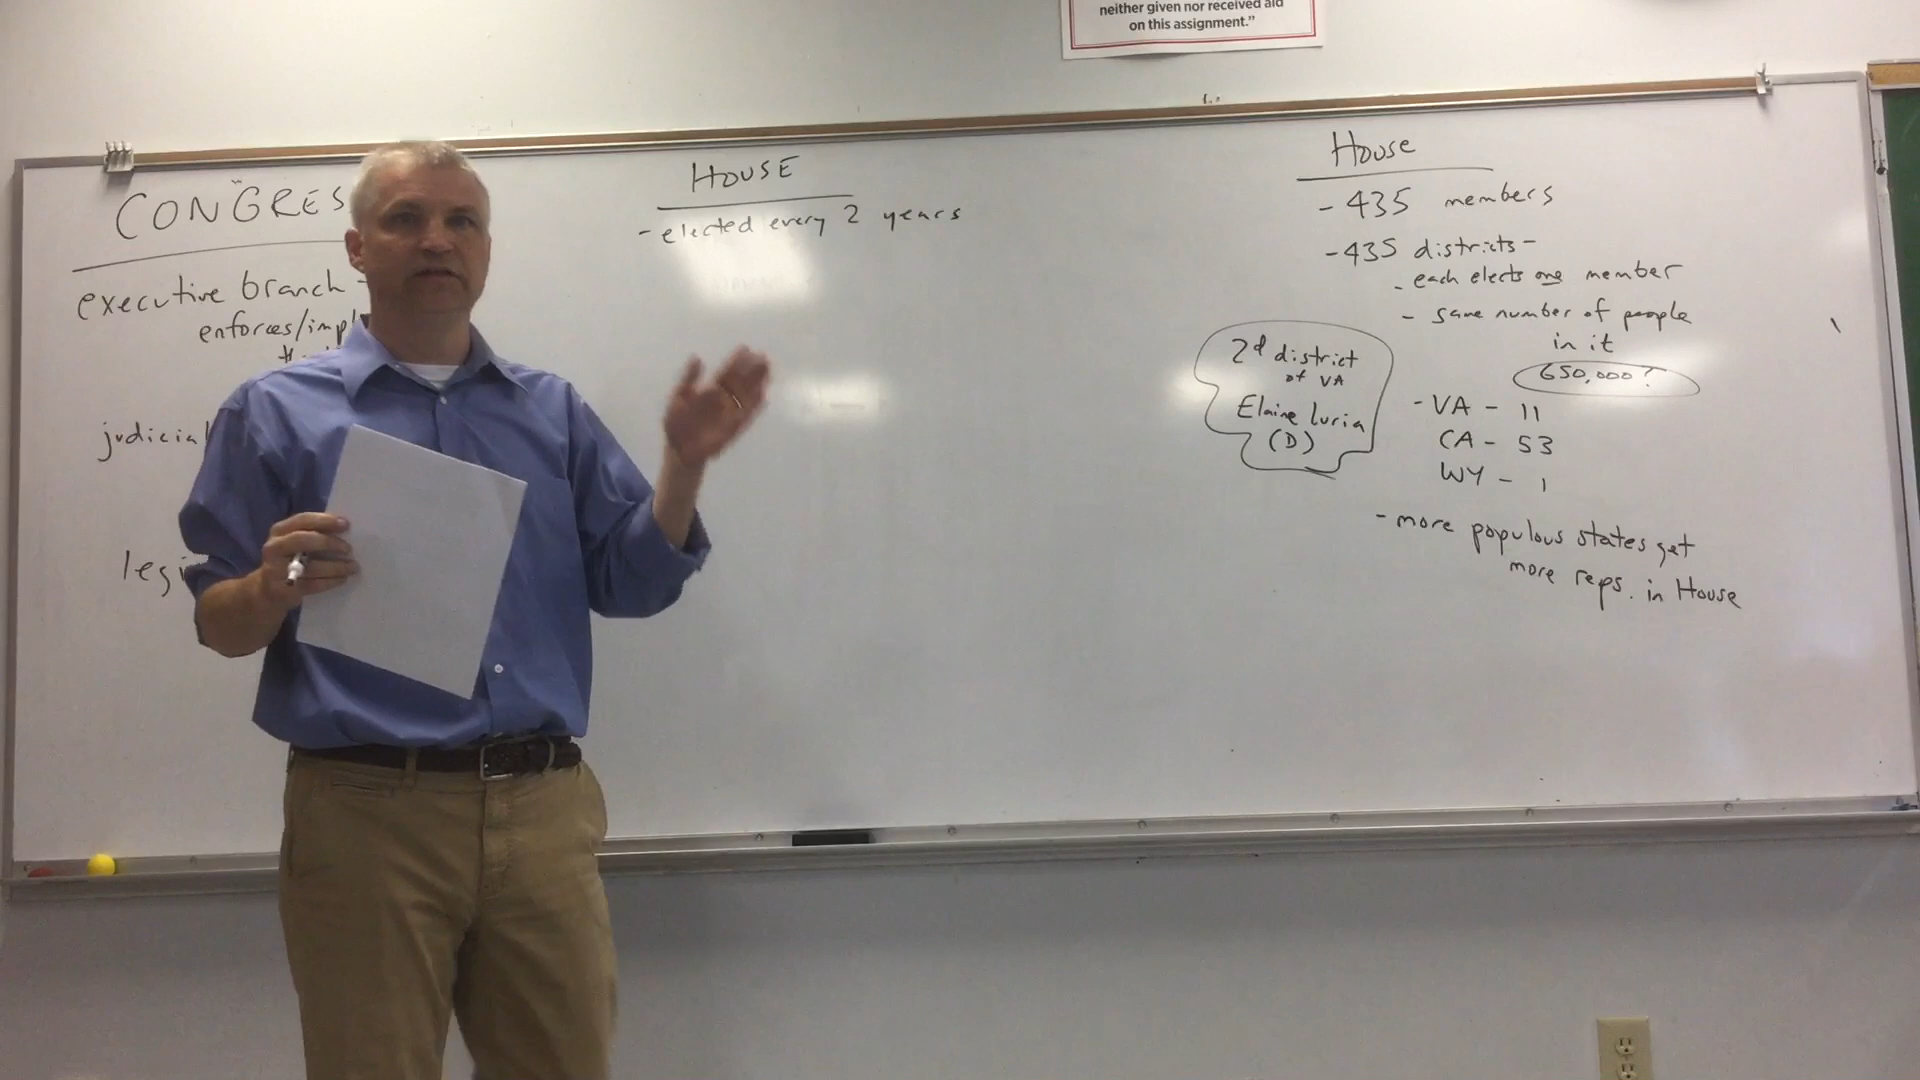 neither given nor received aid
on this assignment.”
CONGRES
executive branch -
enforces/impl
judicial
legi
HOUSE
- elected every 2 years
House
- 435 members
- 435 districts -
- each elects one member
- same number of people
in it
650,000?
2d district
of VA
Elaine Luria
(D)
- VA - 11
CA - 53
WY - 1
- more populous states get
more reps. in House